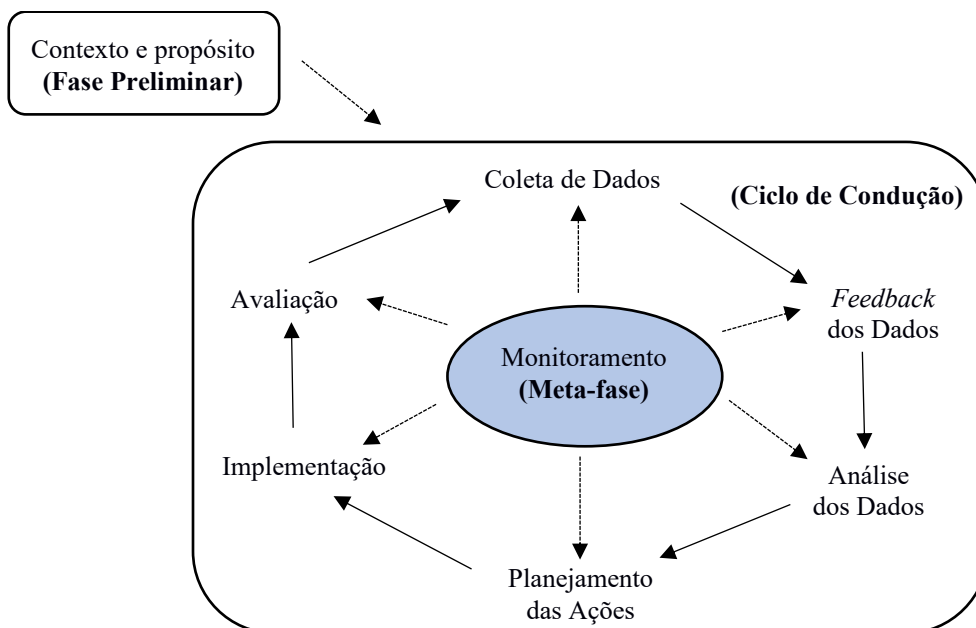 Contexto e propósito
(Fase Preliminar)
Coleta de Dados
(Ciclo de Condução)
Avaliação
Feedback
dos Dados
Monitoramento
(Meta-fase)
Implementação
Análise
dos Dados
Planejamento
das Ações